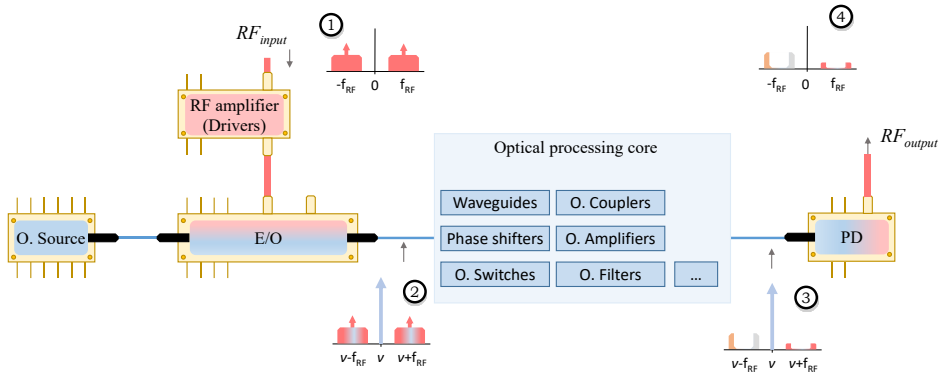 ①
④
RF_input
-f_RF 0 f_RF
-f_RF 0 f_RF
RF amplifier
(Drivers)
RF_output
Optical processing core
Waveguides
O. Couplers
O. Source
E/O
Phase shifters
O. Amplifiers
PD
O. Switches
O. Filters
...
②
③
v-f_RF v v+f_RF
v-f_RF v v+f_RF